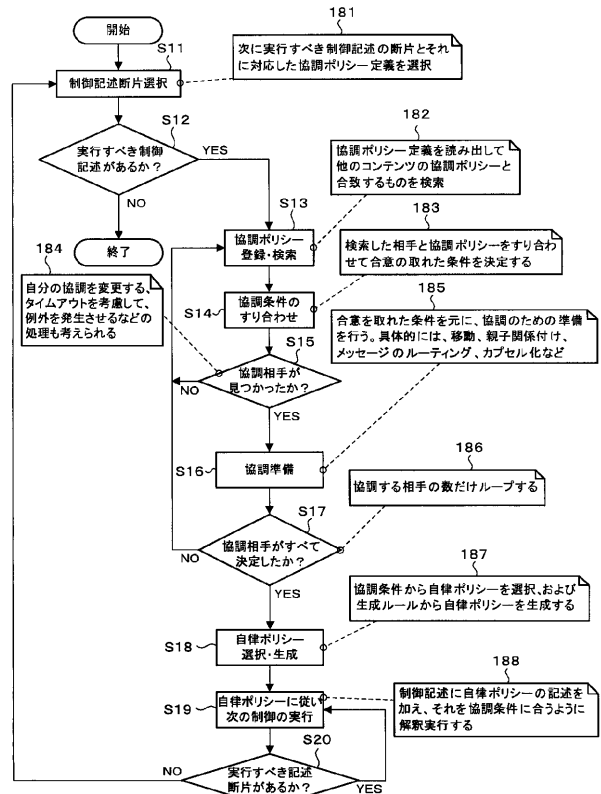 開始
S11
制御記述断片選択
181
次に実行すべき制御記述の断片とそ
れに対応した協調ポリシー定義を選択
S12
実行すべき制御
記述があるか？
YES
NO
終了
182
協調ポリシー定義を読み出して
他のコンテンツの協調ポリシーと
合致するものを検索
S13
協調ポリシー
登録・検索
183
検索した相手と協調ポリシーをすり合わ
せて合意の取れた条件を決定する
184
自分の協調を変更する、
タイムアウトを考慮して、
例外を発生させるなどの
処理も考えられる
S14
協調条件の
すり合わせ
185
合意を取れた条件を元に、協調のための準備
を行う。具体的には、移動、親子関係付け、
メッセージのルーティング、カプセル化など
S15
協調相手が
見つかったか？
NO
YES
S16
協調準備
186
協調する相手の数だけループする
S17
協調相手がすべて
決定したか？
NO
YES
187
協調条件から自律ポリシーを選択、および
生成ルールから自律ポリシーを生成する
S18
自律ポリシー
選択・生成
188
制御記述に自律ポリシーの記述を
加え、それを協調条件に合うように
解釈実行する
S19
自律ポリシーに従い
次の制御の実行
S20
実行すべき記述
断片があるか？
NO
YES